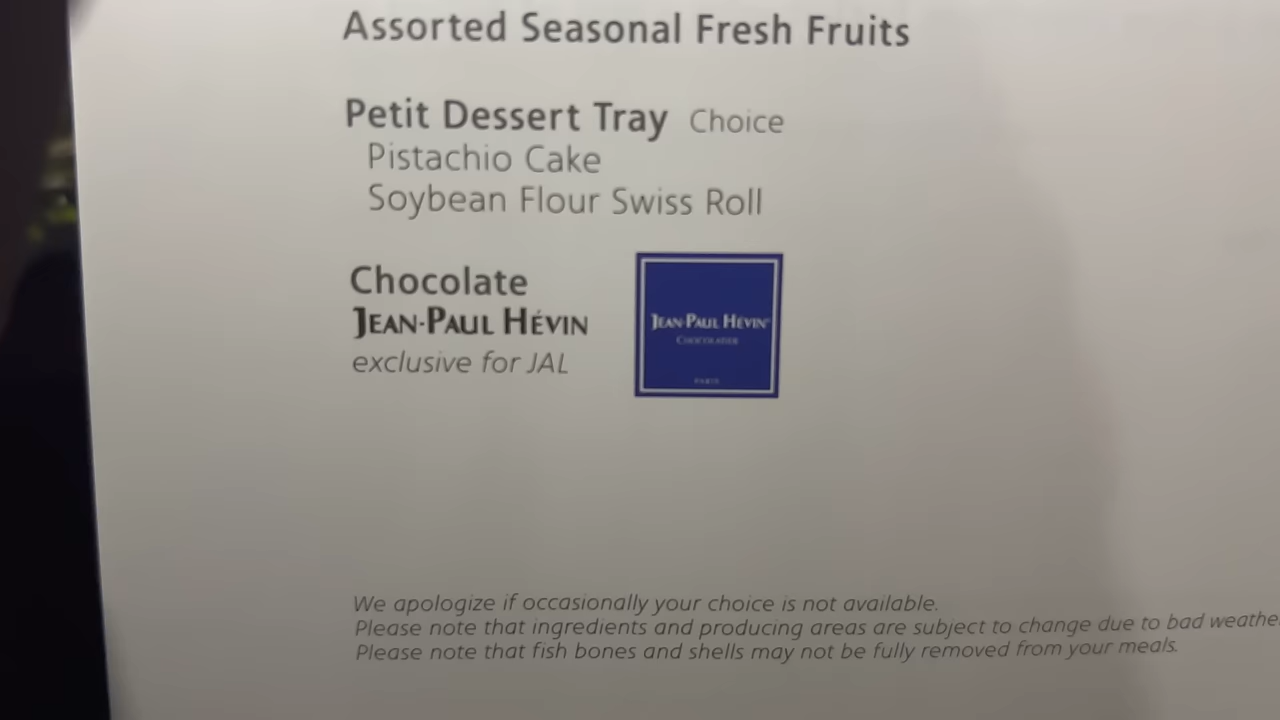 Assorted Seasonal Fresh Fruits
Petit Dessert Tray Choice
Pistachio Cake
Soybean Flour Swiss Roll
Chocolate
JEAN-PAUL HÉVIN
exclusive for JAL
JEAN-PAUL HÉVIN
CHOCOLATIER
PARIS
We apologize if occasionally your choice is not available.
Please note that ingredients and producing areas are subject to change due to bad weathe
Please note that fish bones and shells may not be fully removed from your meals.